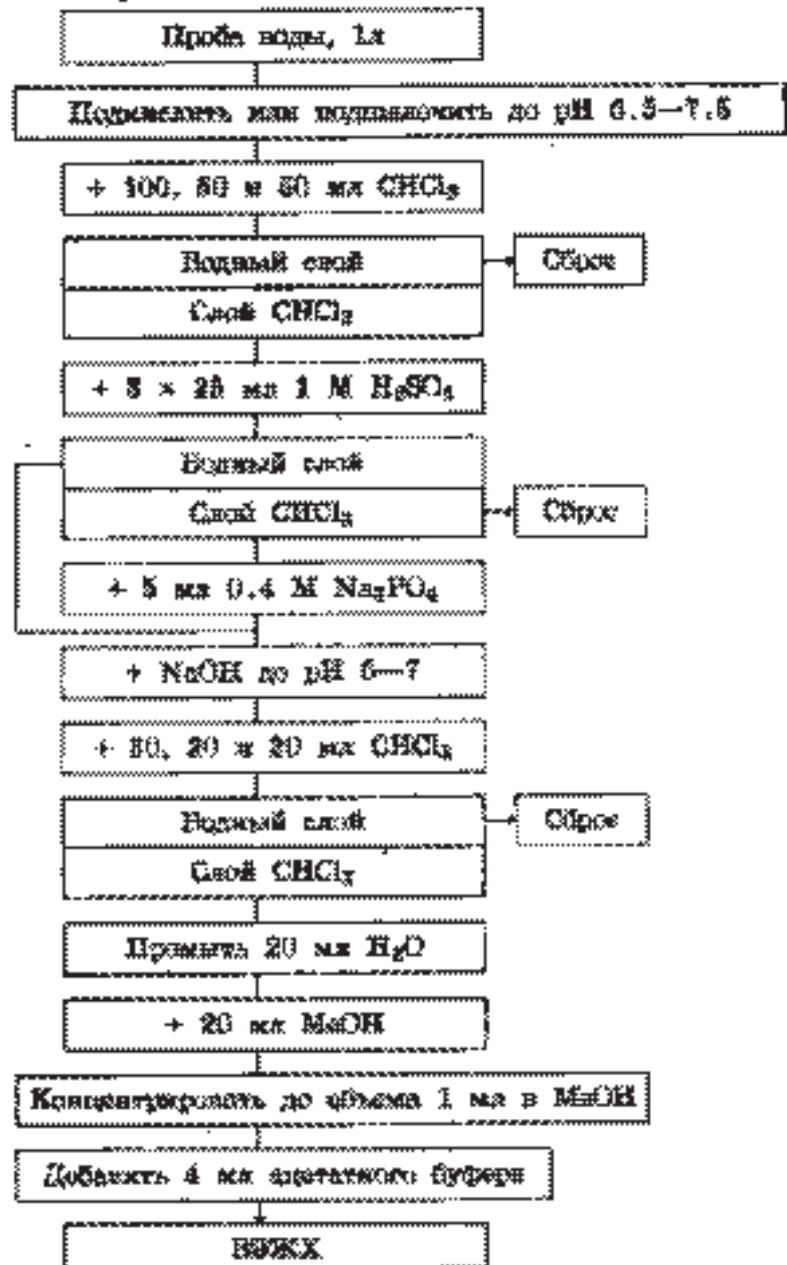 Проба воды, 1л
Подкислить или подщелочить до pH 6.5—7.5
+ 100, 50 и 50 мл CHCl₃
Водный слой
Сброс
Слой CHCl₃
+ 3 × 25 мл 1 М H₂SO₄
Водный слой
Слой CHCl₃
Сброс
+ 5 мл 0.4 М Na₃PO₄
+ NaOH до pH 6—7
+ 30, 20 и 20 мл CHCl₃
Водный слой
Сброс
Слой CHCl₃
Промыть 20 мл H₂O
+ 20 мл MeOH
Концентрировать до объема 1 мл в MeOH
Добавить 4 мл ацетатного буфера
ВЭЖХ